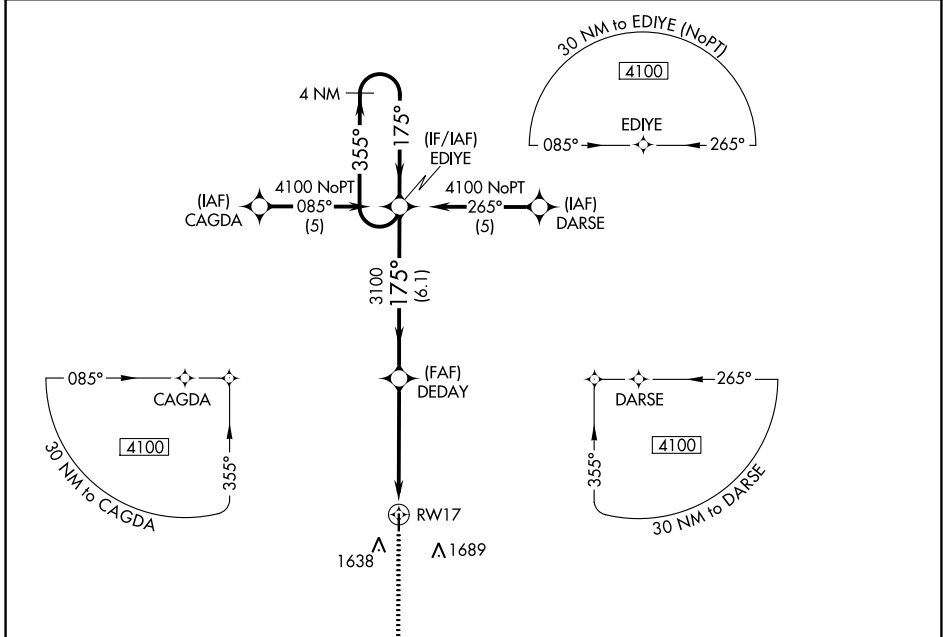 30 NM to EDIYE (NoPT)
4100
EDIYE
085°
265°
4 NM
355°
175°
(IF/IAF)
EDIYE
(IAF)
CAGDA
4100 NoPT
085°
(5)
4100 NoPT
265°
(5)
(IAF)
DARSE
3100
175°
(6.1)
(FAF)
DEDAY
085°
CAGDA
4100
355°
30 NM to CAGDA
265°
DARSE
4100
355°
30 NM to DARSE
RW17
1638
1689